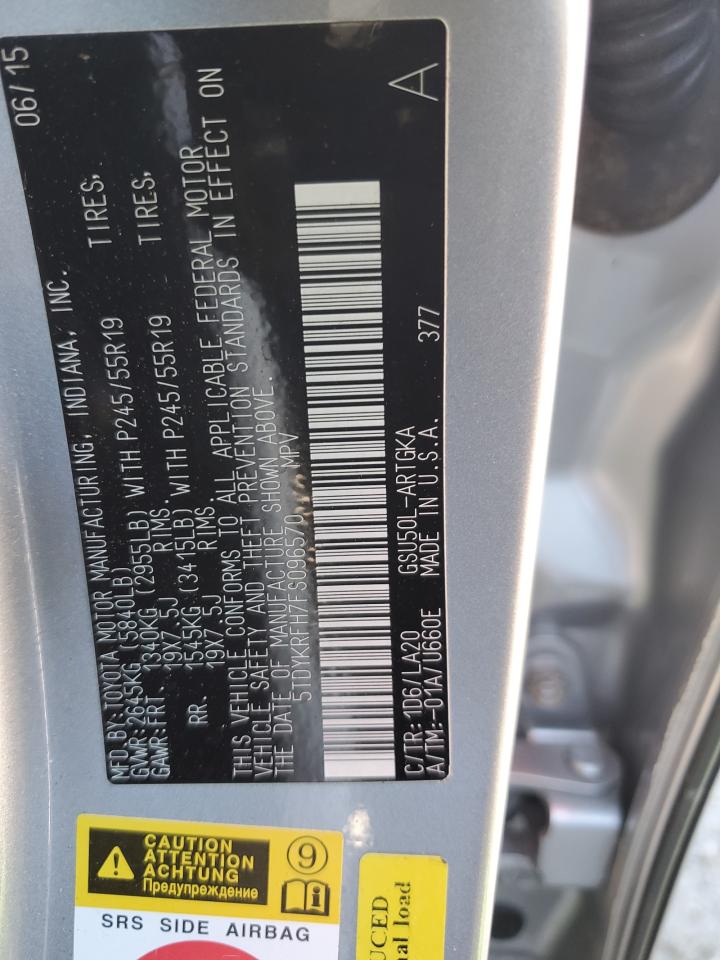 MFD. BY: TOYOTA MOTOR MANUFACTURING, INDIANA, INC. 06/15
GVWR: 2645KG (5840LB)
GAWR: FRT. 1340KG (2955LB) WITH P245/55R19 TIRES,
19X7.5J RIMS.
RR. 1545KG (3415LB) WITH P245/55R19 TIRES,
19X7.5J RIMS
THIS VEHICLE CONFORMS TO ALL APPLICABLE FEDERAL MOTOR
VEHICLE SAFETY AND THEFT PREVENTION STANDARDS IN EFFECT ON
THE DATE OF MANUFACTURE SHOWN ABOVE.
5TDYKRFH7FS096570 MPV
C/TR: 1D6/LA20 GSU50L-ARTGKA A
A/TM: -01A/U660E MADE IN U.S.A. 377
CAUTION
ATTENTION
ACHTUNG
Предупреждение
9
i
SRS SIDE AIRBAG
UCED
nal load